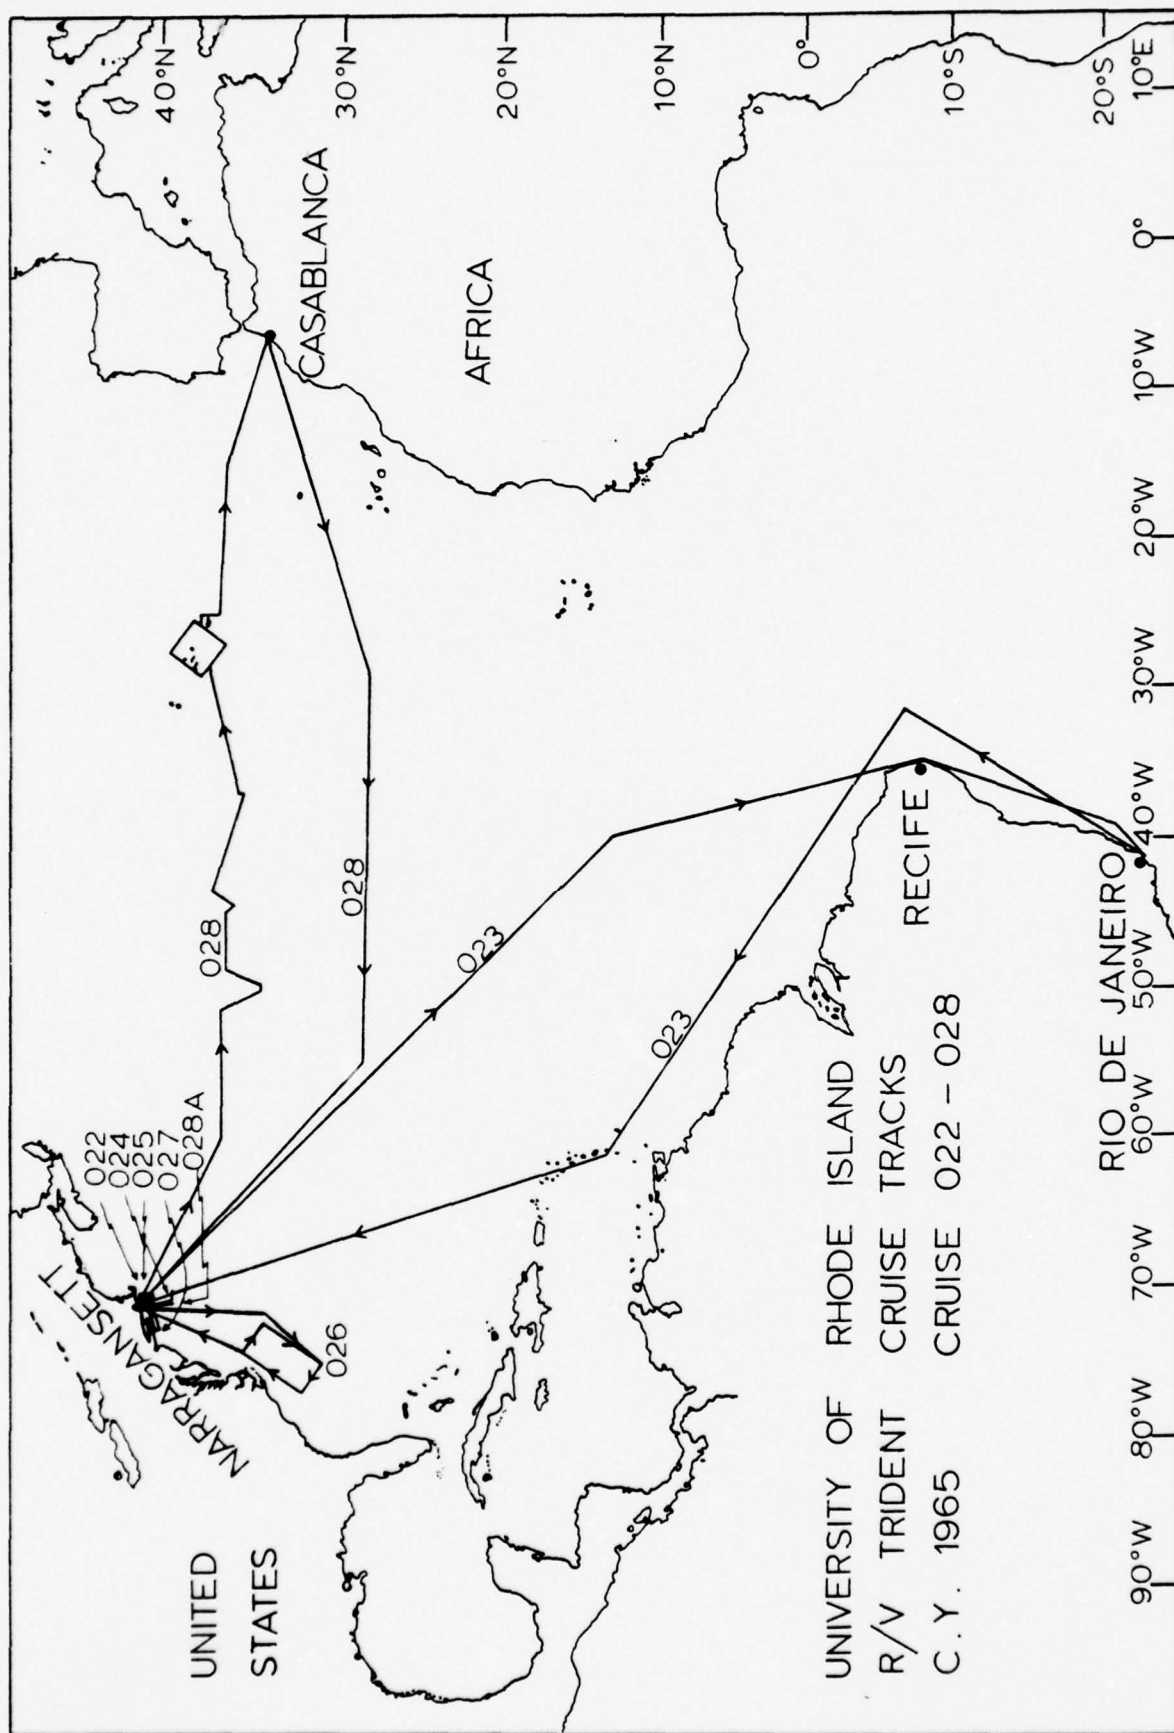 40°N
30°N
20°N
10°N
0°
10°S
20°S
90°W
80°W
70°W
60°W
50°W
40°W
30°W
20°W
10°W
0°
10°E
UNITED
STATES
NARRAGANSETT
022
024
025
027
028A
026
028
028
023
023
CASABLANCA
AFRICA
RECIFE
RIO DE JANEIRO
UNIVERSITY OF RHODE ISLAND
R/V TRIDENT CRUISE TRACKS
C.Y. 1965 CRUISE 022 - 028